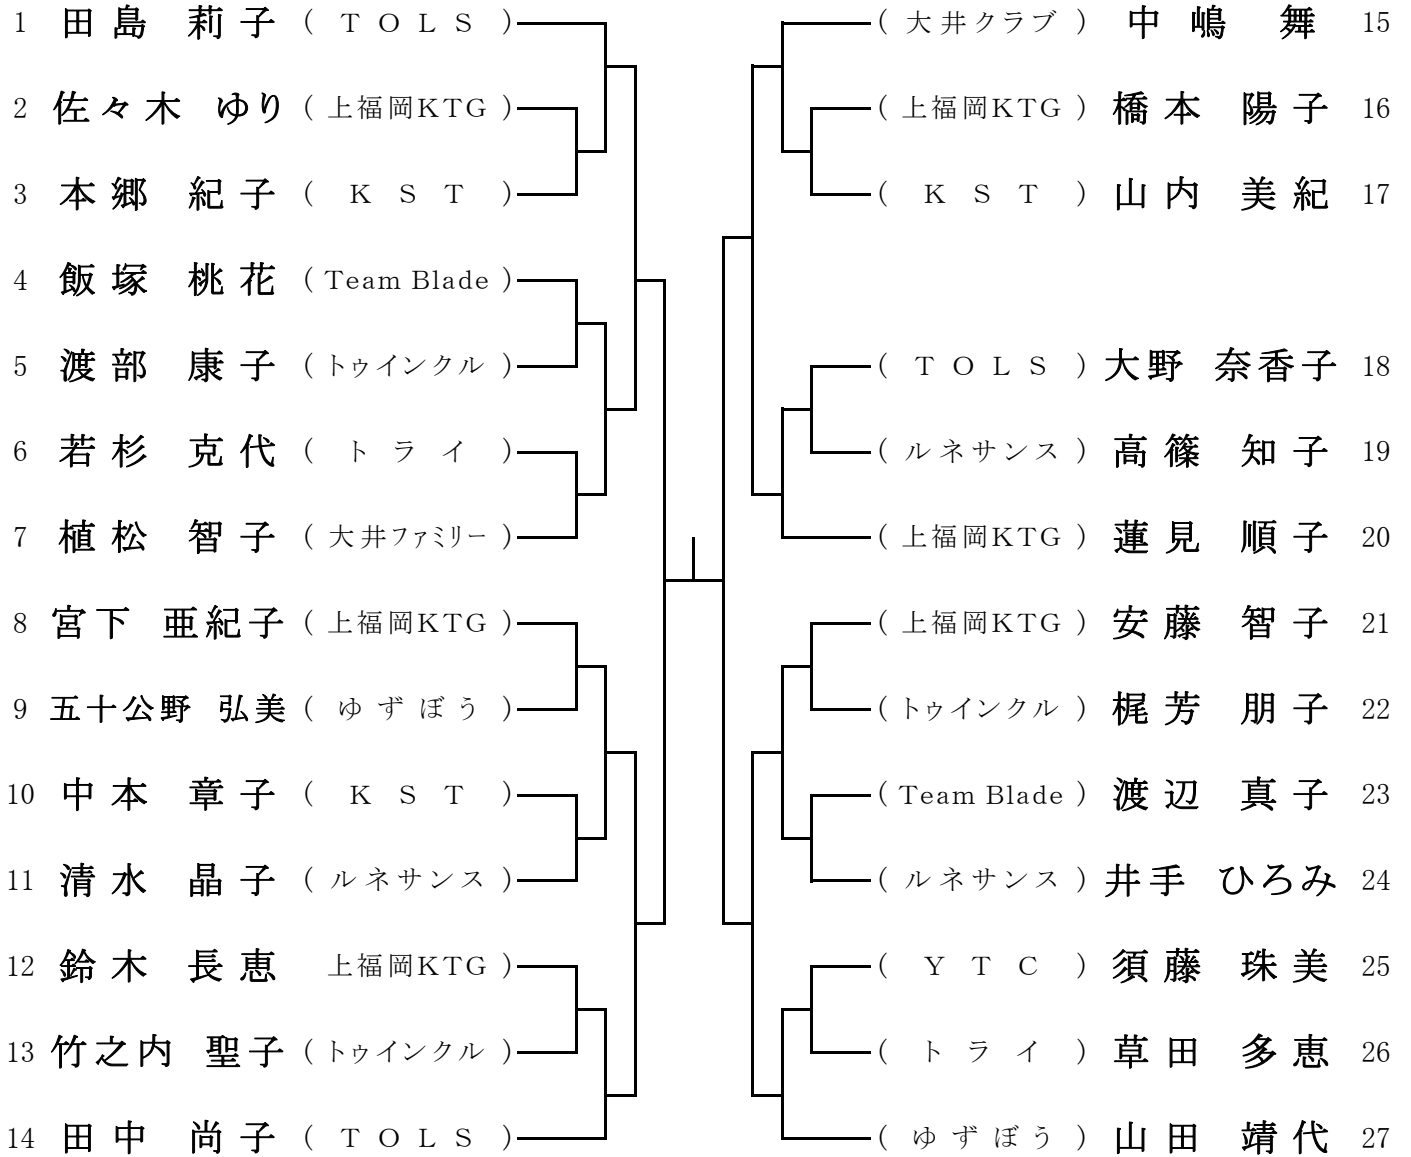 1 田島 莉子 ( TOLS )
2 佐々木 ゆり ( 上福岡KTG )
3 本郷 紀子 ( KST )
4 飯塚 桃花 ( Team Blade )
5 渡部 康子 ( トゥインクル )
6 若杉 克代 ( トライ )
7 植松 智子 ( 大井ファミリー )
8 宮下 亜紀子 ( 上福岡KTG )
9 五十公野 弘美 ( ゆずぼう )
10 中本 章子 ( KST )
11 清水 晶子 ( ルネサンス )
12 鈴木 長恵 上福岡KTG )
13 竹之内 聖子 ( トゥインクル )
14 田中 尚子 ( TOLS )
( 大井クラブ ) 中嶋 舞 15
( 上福岡KTG ) 橋本 陽子 16
( KST ) 山内 美紀 17
( TOLS ) 大野 奈香子 18
( ルネサンス ) 高篠 知子 19
( 上福岡KTG ) 蓮見 順子 20
( 上福岡KTG ) 安藤 智子 21
( トゥインクル ) 梶芳 朋子 22
( Team Blade ) 渡辺 真子 23
( ルネサンス ) 井手 ひろみ 24
( YTC ) 須藤 珠美 25
( トライ ) 草田 多恵 26
( ゆずぼう ) 山田 靖代 27